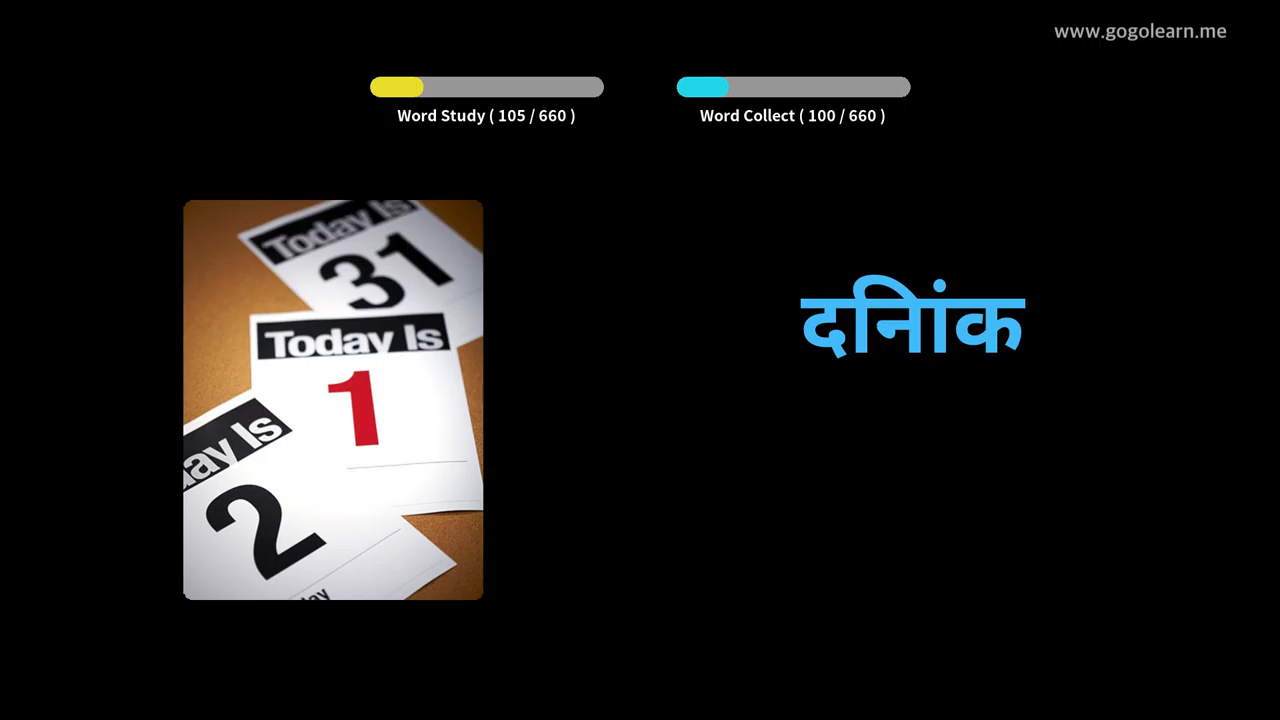 www.gogolearn.me
Word Study ( 105 / 660 )
Word Collect ( 100 / 660 )
Today Is
31
Today Is
1
ay Is
2
दनिांक